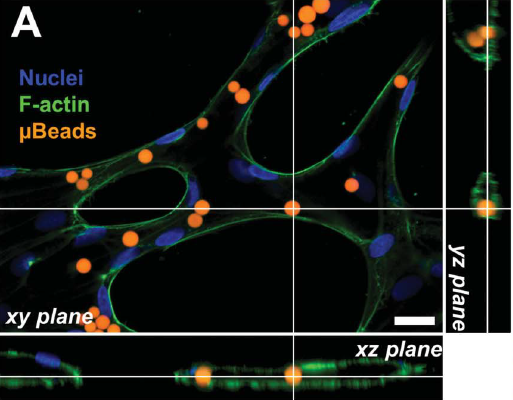 A
Nuclei
F-actin
µBeads
xy plane
yz plane
xz plane